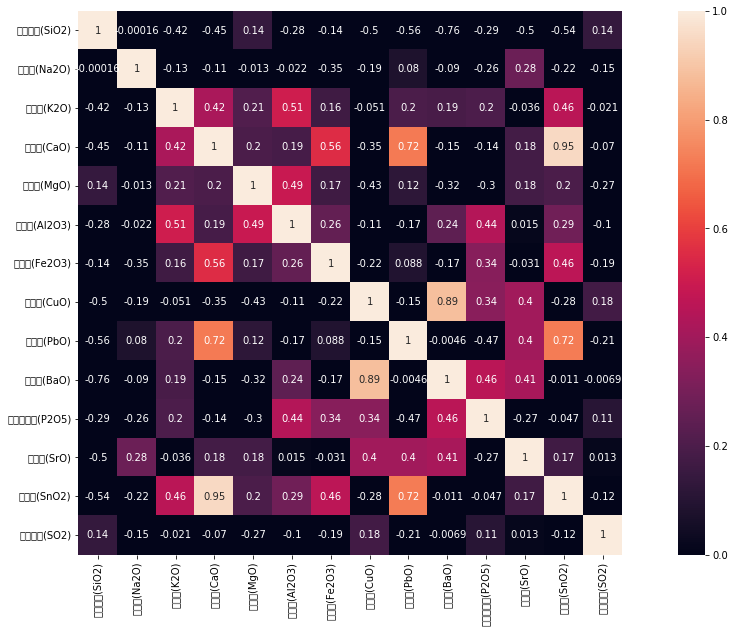 (SiO2) 1 -0.00016 -0.42 -0.45 0.14 -0.28 -0.14 -0.5 -0.56 -0.76 -0.29 -0.5 -0.54 0.14
(Na2O) -0.00016 1 -0.13 -0.11 -0.013 -0.022 -0.35 -0.19 0.08 -0.09 -0.26 0.28 -0.22 -0.15
(K2O) -0.42 -0.13 1 0.42 0.21 0.51 0.16 -0.051 0.2 0.19 0.2 -0.036 0.46 -0.021
(CaO) -0.45 -0.11 0.42 1 0.2 0.19 0.56 -0.35 0.72 -0.15 -0.14 0.18 0.95 -0.07
(MgO) 0.14 -0.013 0.21 0.2 1 0.49 0.17 -0.43 0.12 -0.32 -0.3 0.18 0.2 -0.27
(Al2O3) -0.28 -0.022 0.51 0.19 0.49 1 0.26 -0.11 -0.17 0.24 0.44 0.015 0.29 -0.1
(Fe2O3) -0.14 -0.35 0.16 0.56 0.17 0.26 1 -0.22 0.088 -0.17 0.34 -0.031 0.46 -0.19
(CuO) -0.5 -0.19 -0.051 -0.35 -0.43 -0.11 -0.22 1 -0.15 0.89 0.34 0.4 -0.28 0.18
(PbO) -0.56 0.08 0.2 0.72 0.12 -0.17 0.088 -0.15 1 -0.0046 -0.47 0.4 0.72 -0.21
(BaO) -0.76 -0.09 0.19 -0.15 -0.32 0.24 -0.17 0.89 -0.0046 1 0.46 0.41 -0.011 -0.0069
(P2O5) -0.29 -0.26 0.2 -0.14 -0.3 0.44 0.34 0.34 -0.47 0.46 1 -0.27 -0.047 0.11
(SrO) -0.5 0.28 -0.036 0.18 0.18 0.015 -0.031 0.4 0.4 0.41 -0.27 1 0.17 0.013
(SnO2) -0.54 -0.22 0.46 0.95 0.2 0.29 0.46 -0.28 0.72 -0.011 -0.047 0.17 1 -0.12
(SO2) 0.14 -0.15 -0.021 -0.07 -0.27 -0.1 -0.19 0.18 -0.21 -0.0069 0.11 0.013 -0.12 1
(SiO2) (Na2O) (K2O) (CaO) (MgO) (Al2O3) (Fe2O3) (CuO) (PbO) (BaO) (P2O5) (SrO) (SnO2) (SO2)
1.0
0.8
0.6
0.4
0.2
0.0